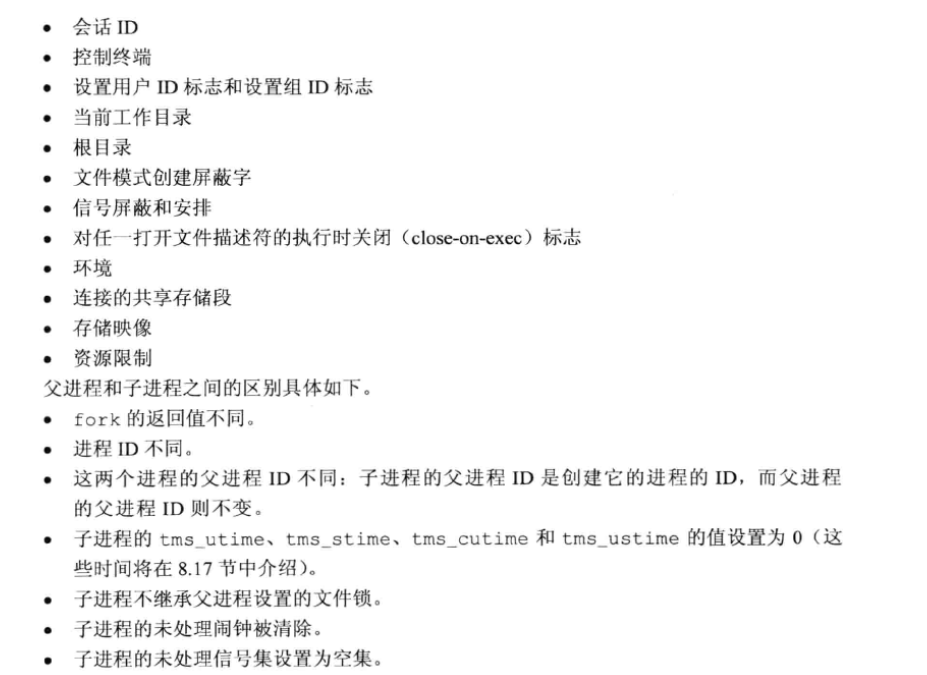 • 会话 ID
• 控制终端
• 设置用户 ID 标志和设置组 ID 标志
• 当前工作目录
• 根目录
• 文件模式创建屏蔽字
• 信号屏蔽和安排
• 对任一打开文件描述符的执行时关闭（close-on-exec）标志
• 环境
• 连接的共享存储段
• 存储映像
• 资源限制
父进程和子进程之间的区别具体如下。
• fork 的返回值不同。
• 进程 ID 不同。
• 这两个进程的父进程 ID 不同：子进程的父进程 ID 是创建它的进程的 ID，而父进程
的父进程 ID 则不变。
• 子进程的 tms_utime、tms_stime、tms_cutime 和 tms_ustime 的值设置为 0（这
些时间将在 8.17 节中介绍）。
• 子进程不继承父进程设置的文件锁。
• 子进程的未处理闹钟被清除。
• 子进程的未处理信号集设置为空集。